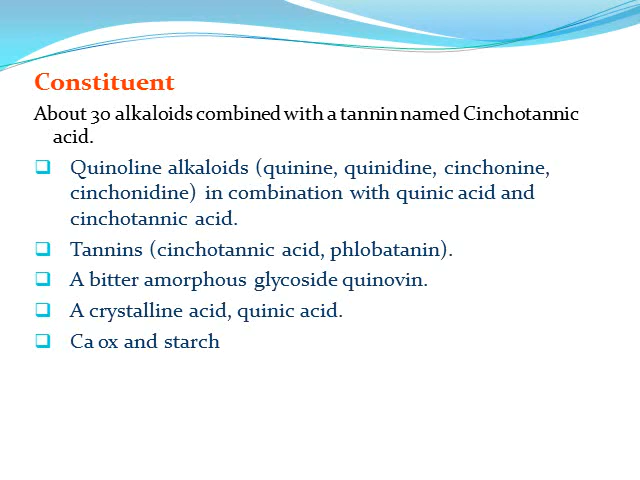 Constituent
About 30 alkaloids combined with a tannin named Cinchotannic
acid.
Quinoline alkaloids (quinine, quinidine, cinchonine,
cinchonidine) in combination with quinic acid and
cinchotannic acid.
Tannins (cinchotannic acid, phlobatanin).
A bitter amorphous glycoside quinovin.
A crystalline acid, quinic acid.
Ca ox and starch